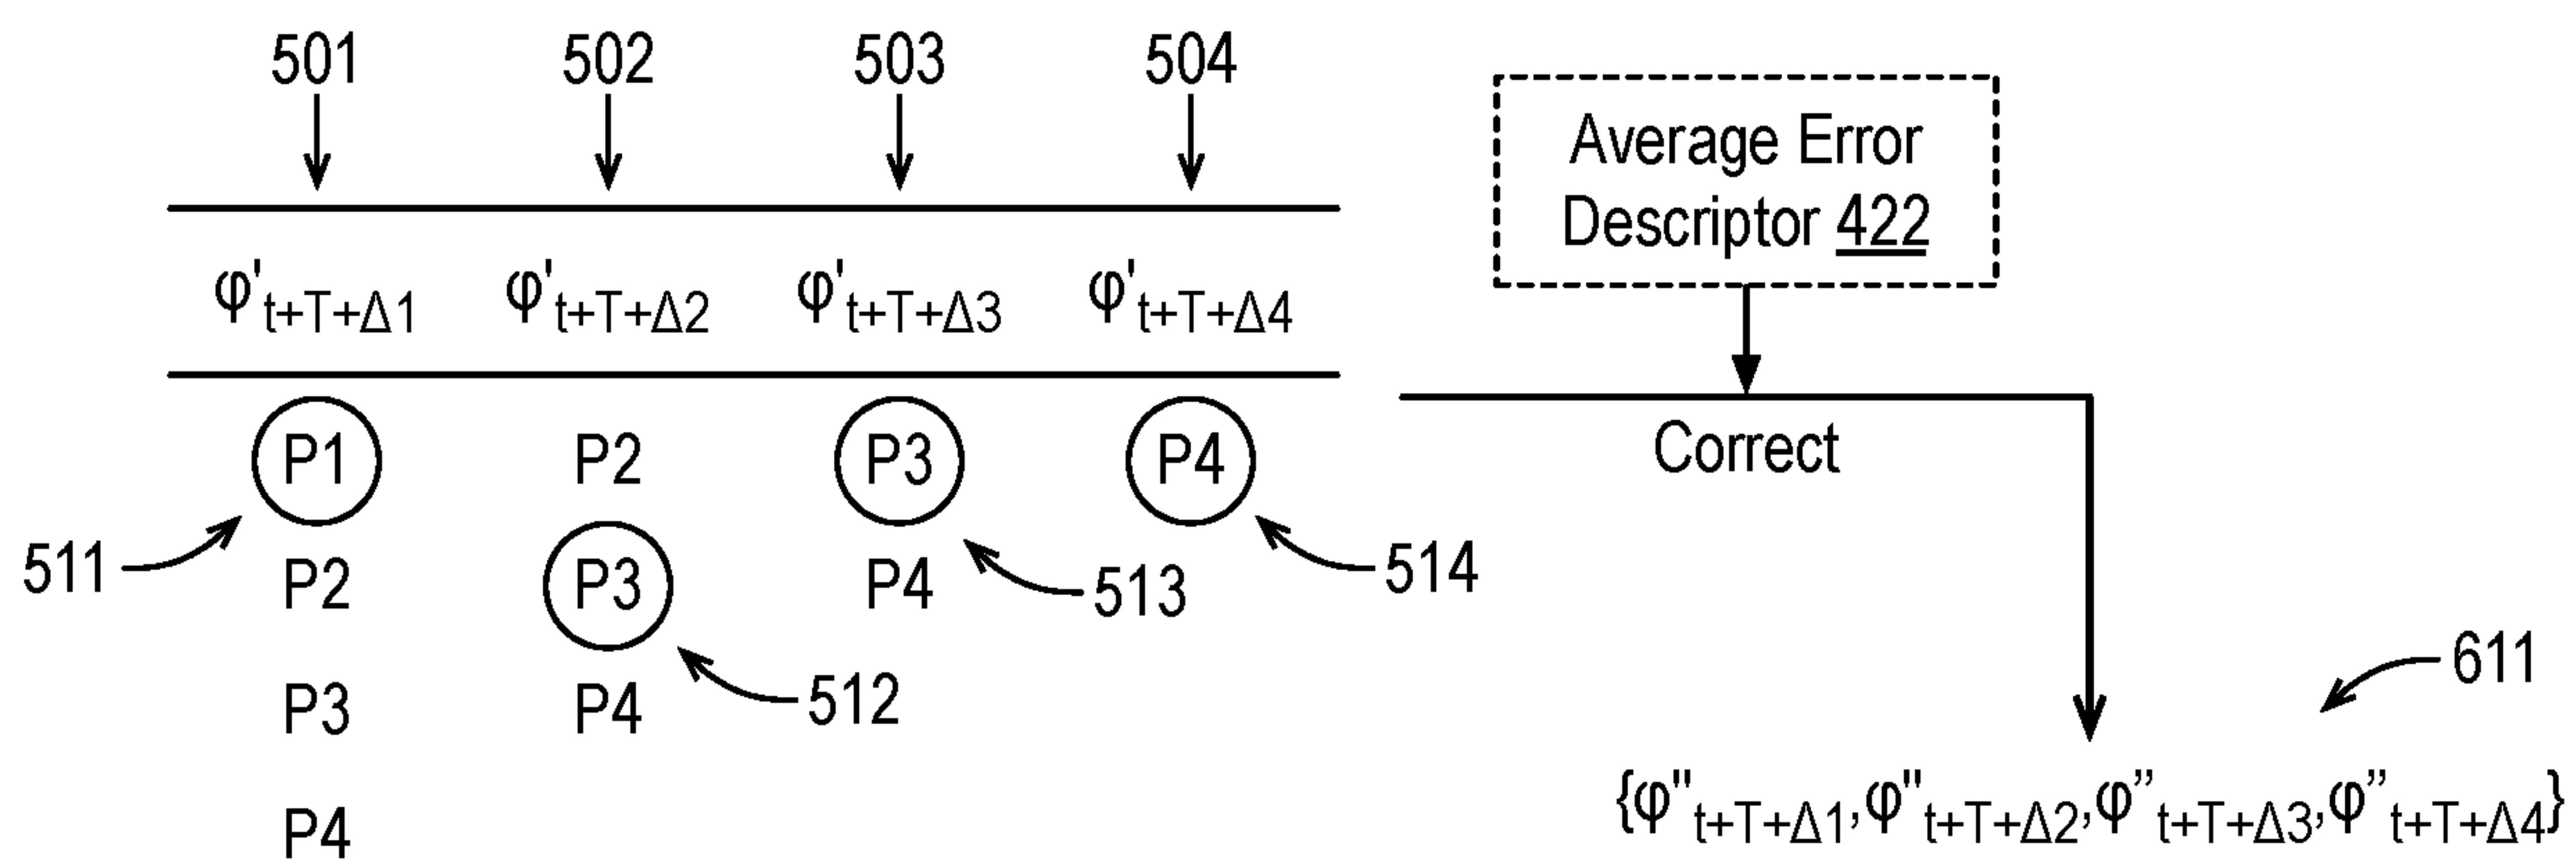 501 502 503 504
Average Error
Descriptor 422
φ't+T+Δ1 φ't+T+Δ2 φ't+T+Δ3 φ't+T+Δ4
P1 P2 P3 P4
Correct
511 P2 P3 P4 513 514
P3 P4 512
611
P4
{φ"t+T+Δ1,φ"t+T+Δ2,φ”t+T+Δ3,φ”t+T+Δ4}